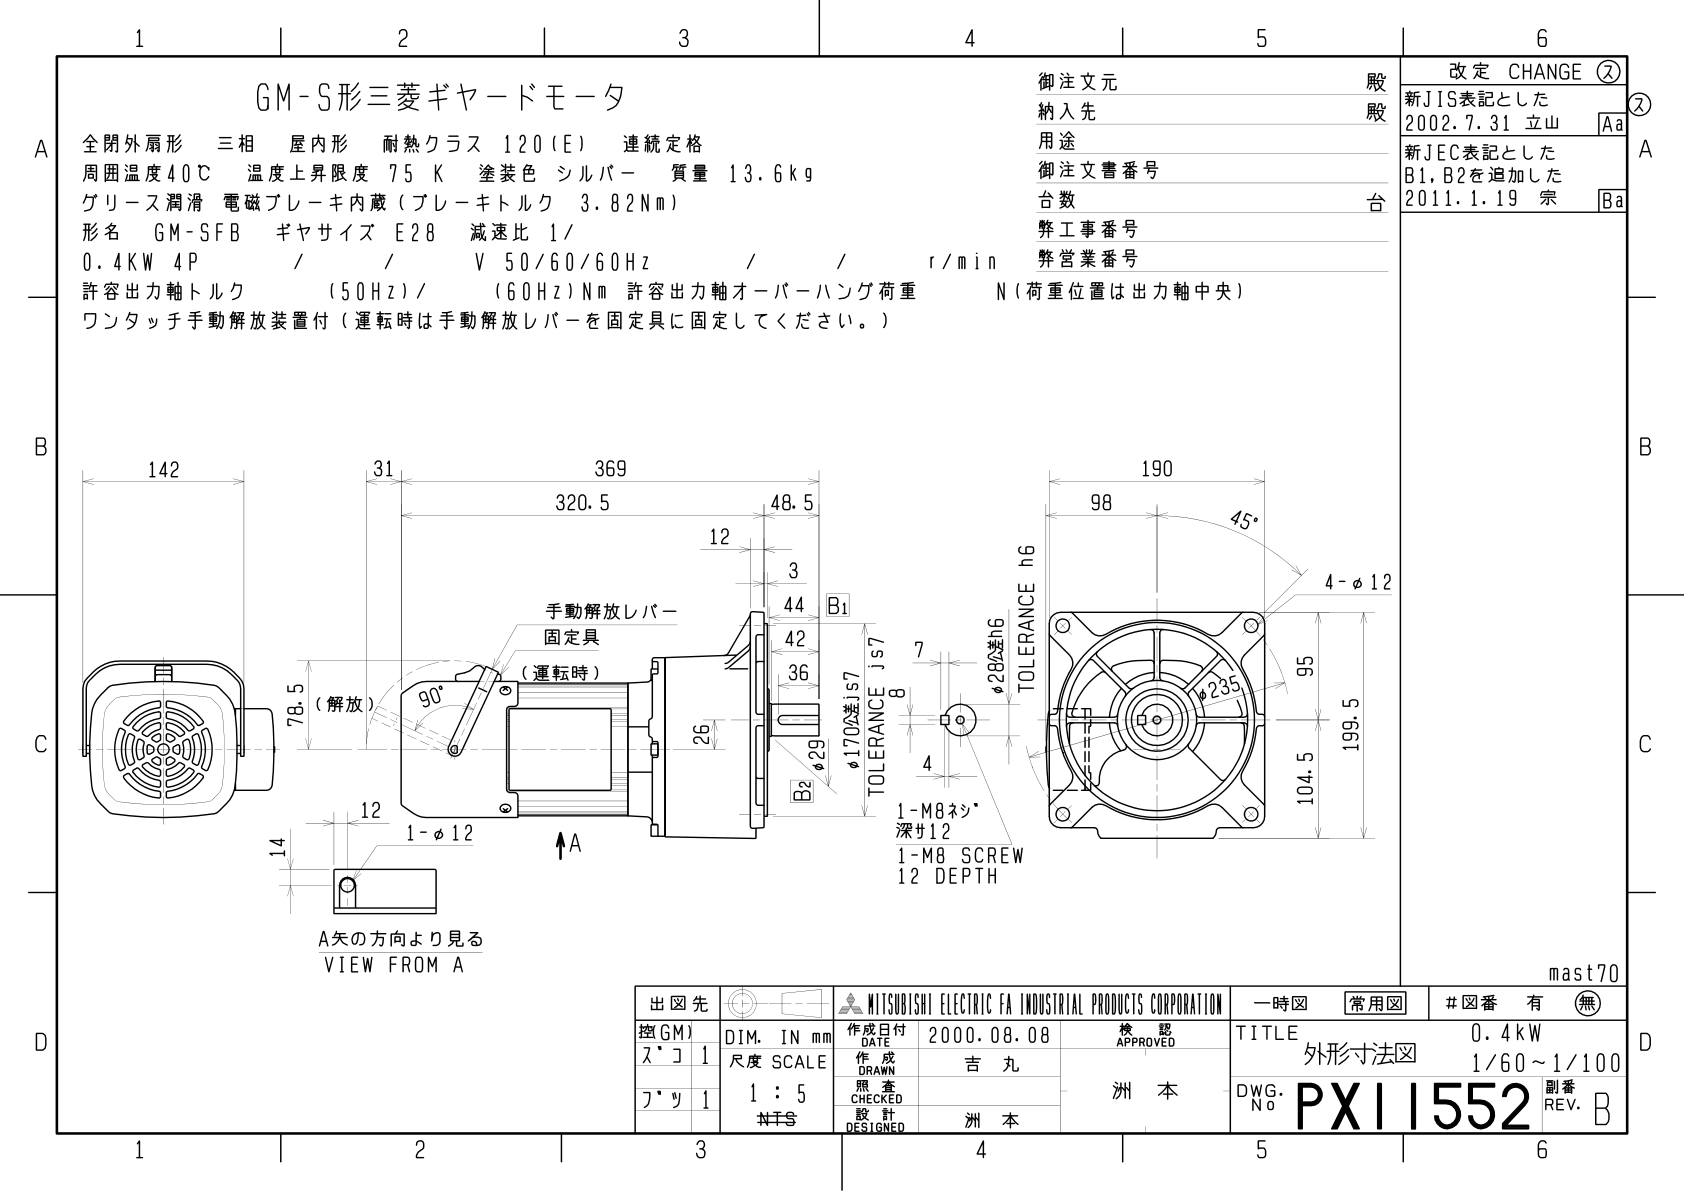 1 2 3 4 5 6
GM-S形三菱ギヤードモータ
全閉外扇形 三相 屋内形 耐熱クラス 120(E) 連続定格
周囲温度40℃ 温度上昇限度 75 K 塗装色 シルバー 質量 13.6kg
グリース潤滑 電磁ブレーキ内蔵(ブレーキトルク 3.82Nm)
形名 GM-SFB ギヤサイズ E28 減速比 1/
0.4KW 4P / / V 50/60/60Hz / / r/min
許容出力軸トルク (50Hz)/ (60Hz)Nm 許容出力軸オーバーハング荷重 N(荷重位置は出力軸中央)
ワンタッチ手動解放装置付(運転時は手動解放レバーを固定具に固定してください。)
御注文元 殿
納入先 殿
用途
御注文書番号
台数 台
弊工事番号
弊営業番号
改定 CHANGE ス
新JIS表記とした
2002.7.31 立山 Aa
ス
新JEC表記とした
B1,B2を追加した
2011.1.19 宗 Ba
A A
B B
C C
D D
142
31
369
320.5
48.5
12
3
44 B1
42
36
手動解放レバー
固定具
(運転時)
(解放)
90°
78.5
26
φ29
B2
φ170公差js7
TOLERANCE js7
A
12
1-φ12
14
A矢の方向より見る
VIEW FROM A
7
8
4
φ28公差h6
TOLERANCE h6
1-M8ネジ
深サ12
1-M8 SCREW
12 DEPTH
190
98
45°
4-φ12
φ235
95
199.5
104.5
mast70
出図先
控(GM)
ズコ 1
ブツ 1
DIM. IN mm
尺度 SCALE
1 : 5
NTS
MITSUBISHI ELECTRIC FA INDUSTRIAL PRODUCTS CORPORATION
作成日付 DATE 2000.08.08
作成 DRAWN 吉丸
照査 CHECKED
設計 DESIGNED 洲本
検認 APPROVED
洲本
一時図 常用図 #図番 有 無
TITLE 外形寸法図
0.4kW
1/60~1/100
DWG. No PX11552
副番 REV. B
1 2 3 4 5 6